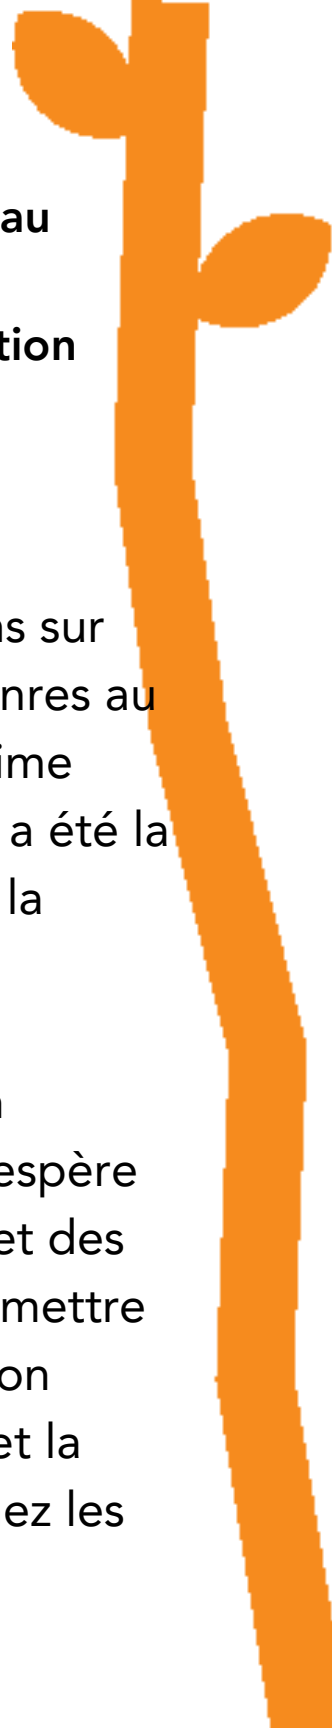 au
tion
ns sur
nres au
ime
a été la
la
espère
et des
mettre
on
et la
ez les